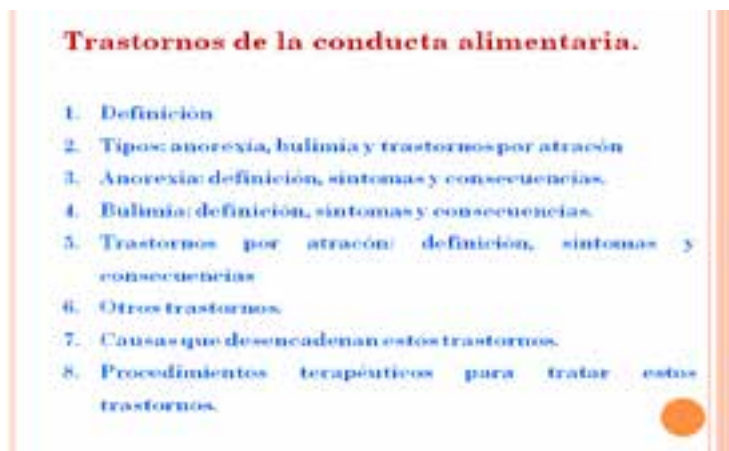 Trastornos de la conducta alimentaria.
1. Definición
2. Tipos: anorexia, bulimia y trastornos por atracón
3. Anorexia: definición, síntomas y consecuencias.
4. Bulimia: definición, síntomas y consecuencias.
5. Trastornos por atracón: definición, síntomas y
consecuencias
6. Otros trastornos.
7. Causas que desencadenan estos trastornos.
8. Procedimientos terapéuticos para tratar estos
trastornos.